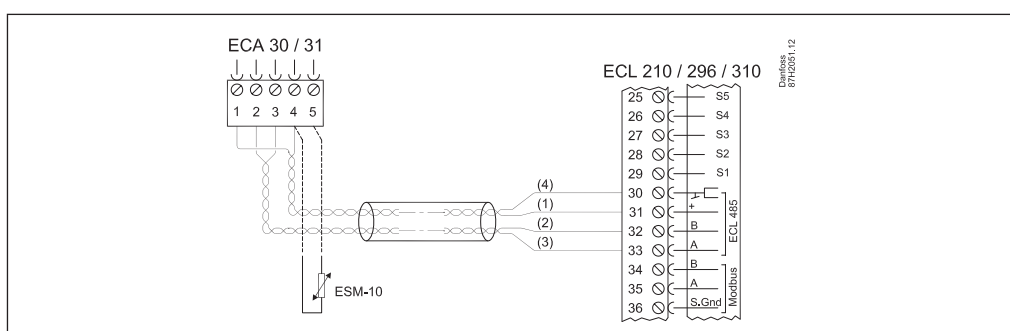 ECA 30 / 31
1 2 3 4 5
ESM-10
(4)
(1)
(2)
(3)
ECL 210 / 296 / 310
25 S5
26 S4
27 S3
28 S2
29 S1
30
31 +
32 B
33 A
ECL 485
34 B
35 A
36 S.Gnd
Modbus
Danfoss
87H2051.12